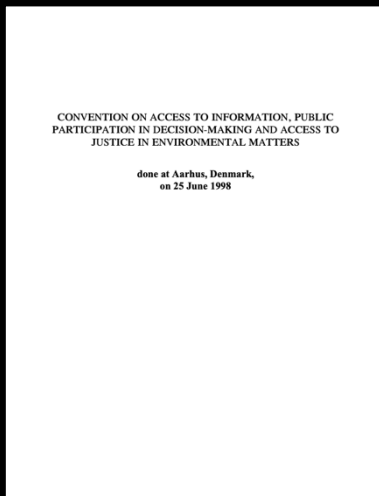 CONVENTION ON ACCESS TO INFORMATION, PUBLIC
PARTICIPATION IN DECISION-MAKING AND ACCESS TO
JUSTICE IN ENVIRONMENTAL MATTERS
done at Aarhus, Denmark,
on 25 June 1998